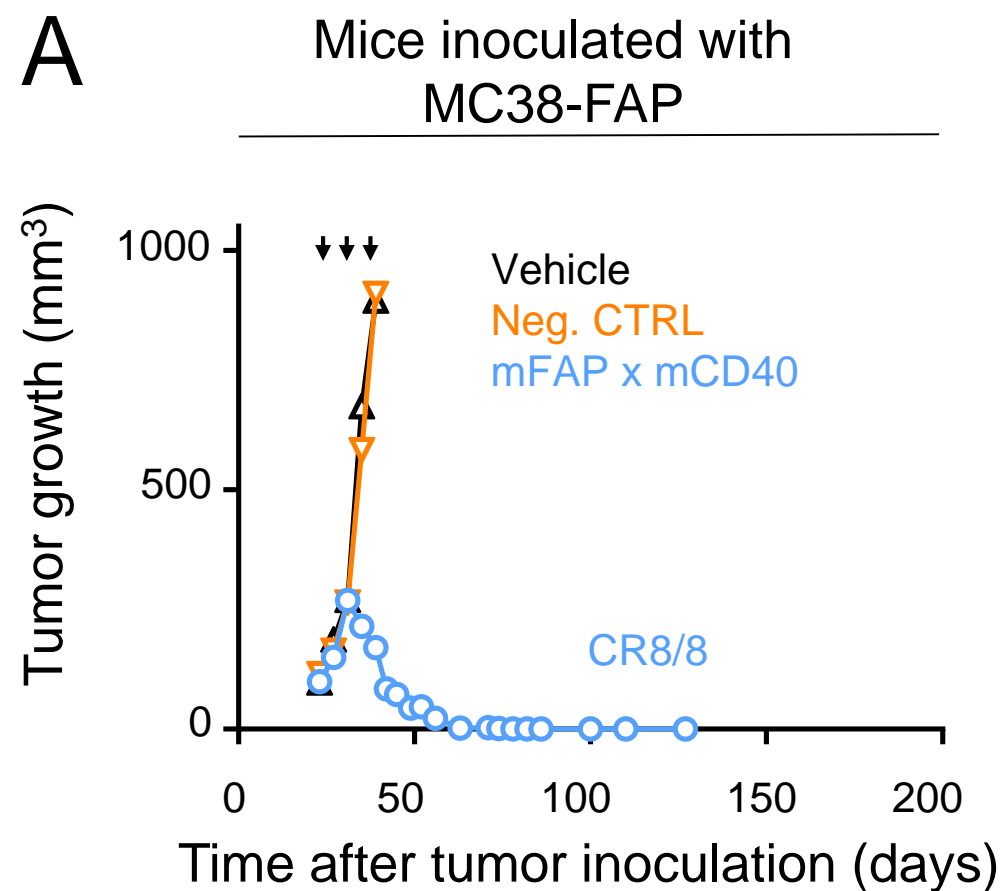 A
Mice inoculated with
MC38-FAP
Tumor growth (mm³)
1000
500
0
Vehicle
Neg. CTRL
mFAP x mCD40
CR8/8
0 50 100 150 200
Time after tumor inoculation (days)